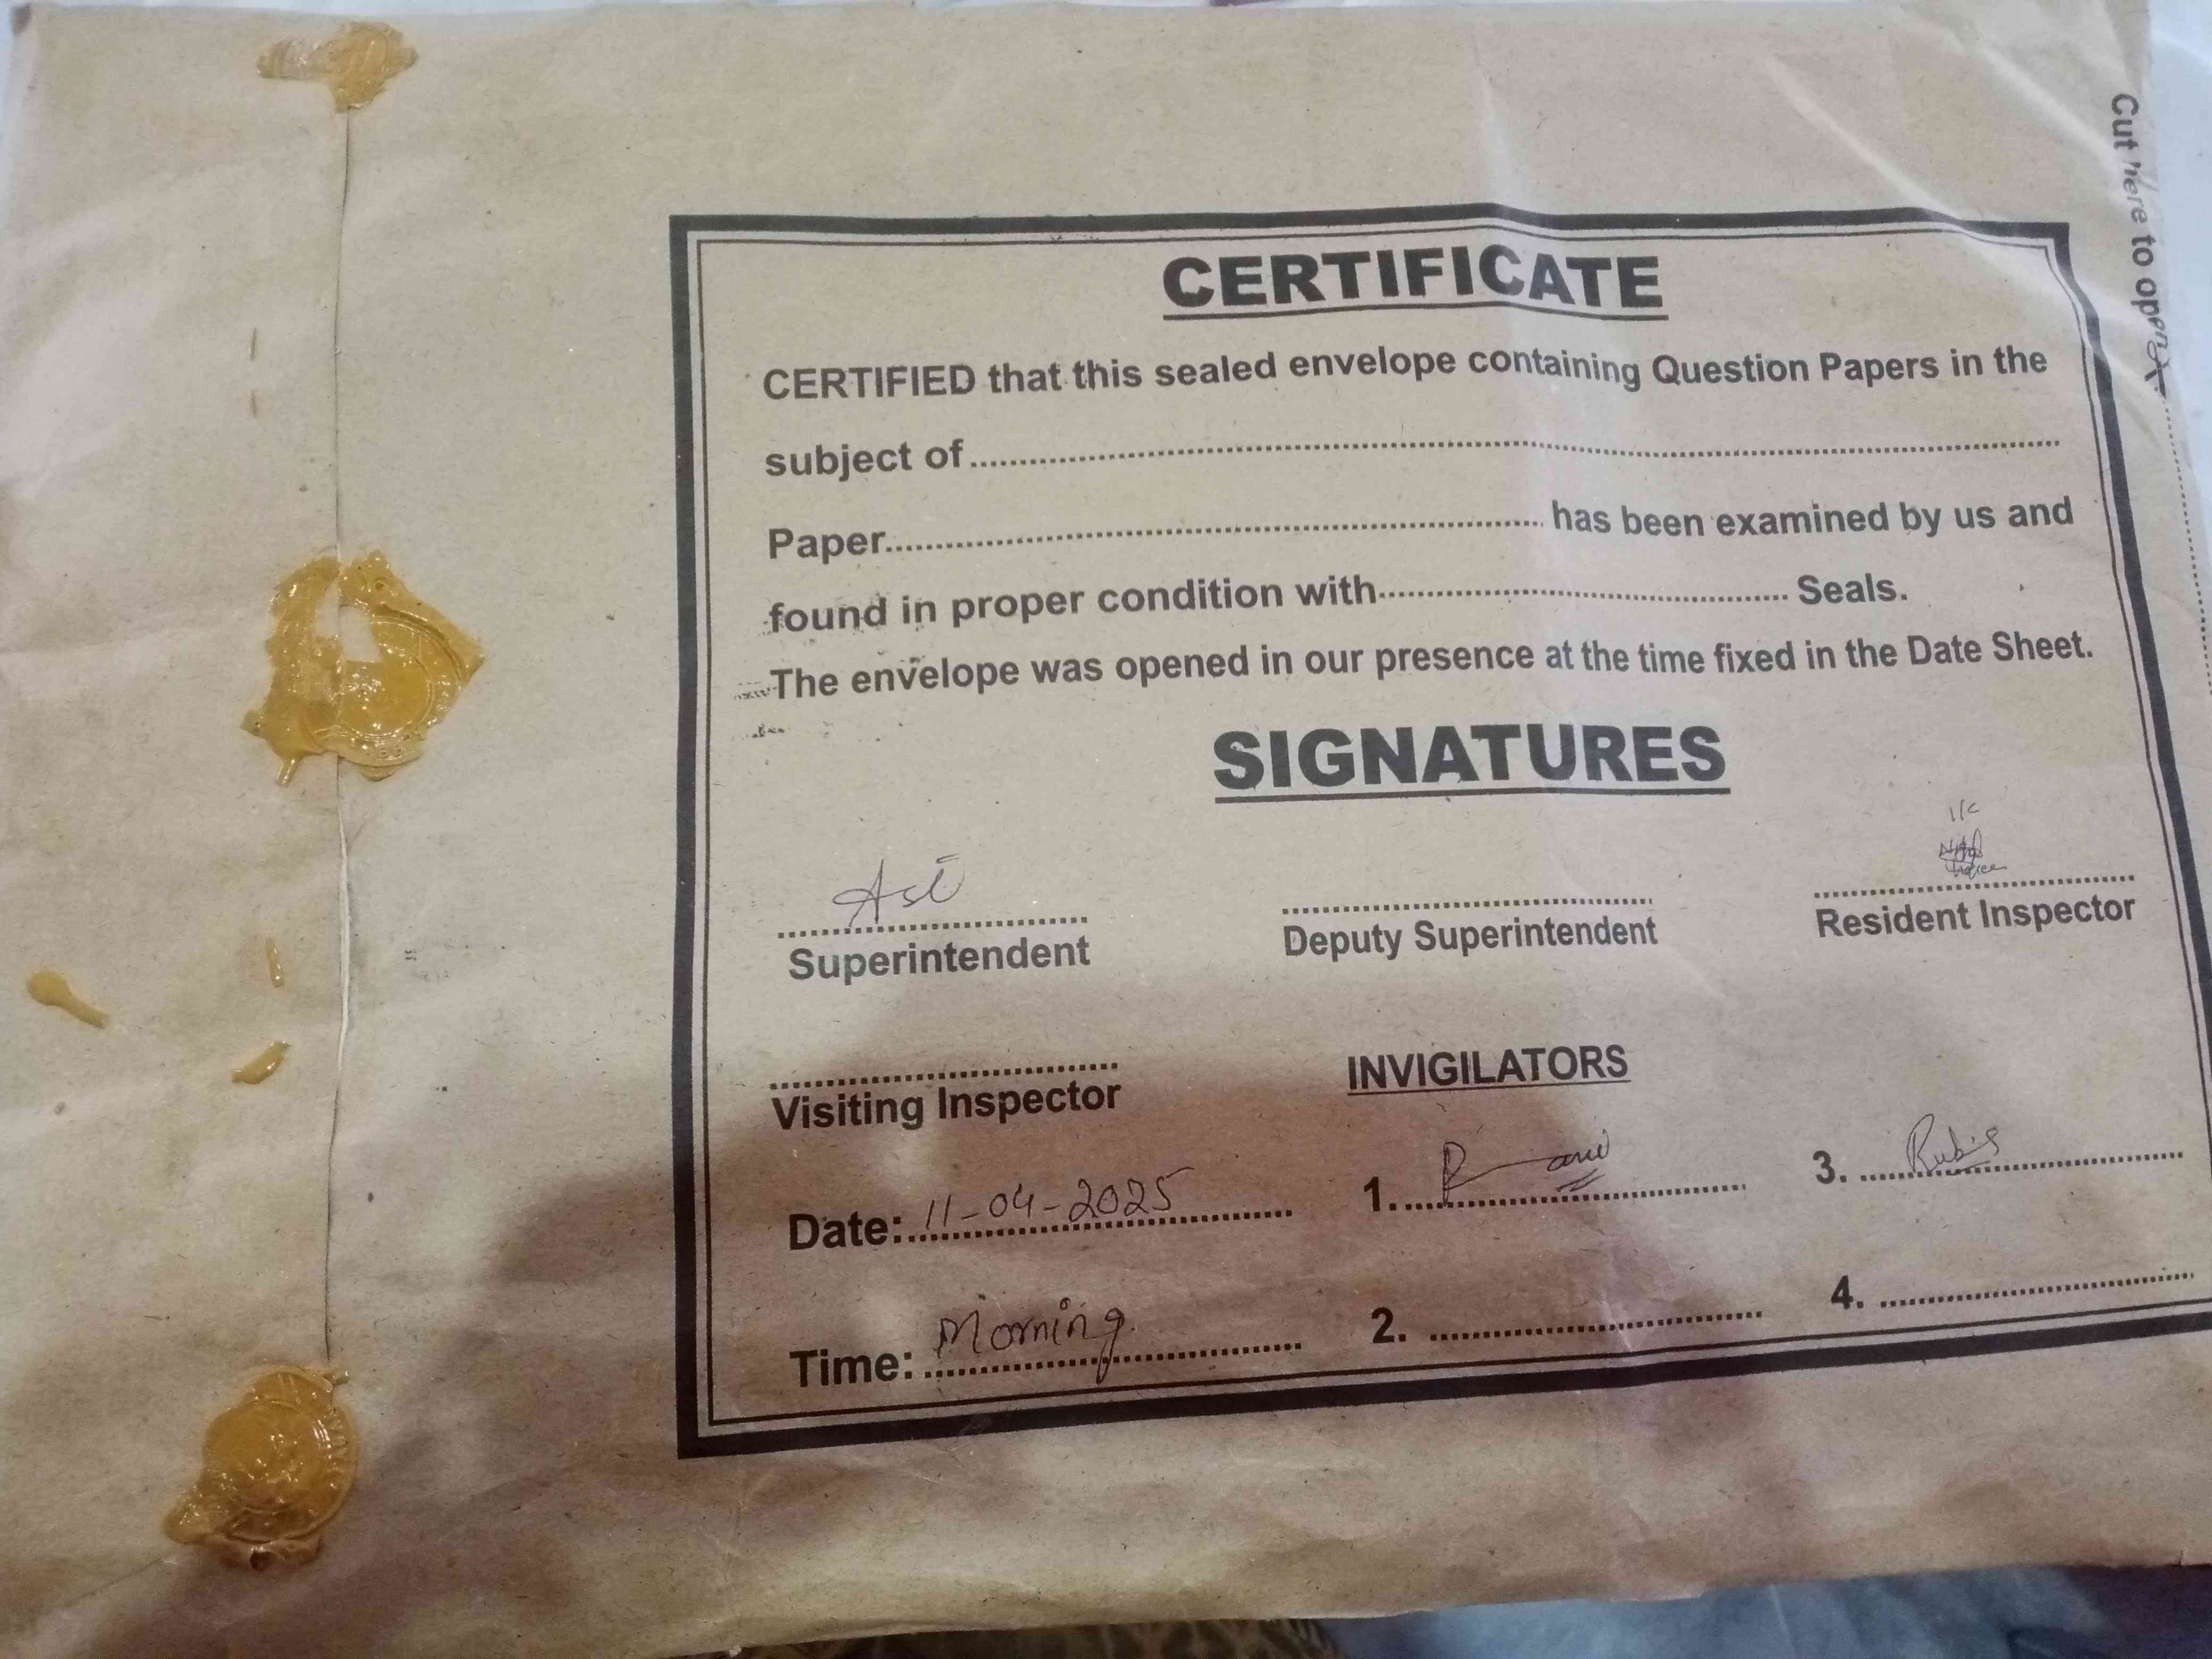 Cut here to open
CERTIFICATE
CERTIFIED that this sealed envelope containing Question Papers in the
subject of
Paper has been examined by us and
found in proper condition with Seals.
The envelope was opened in our presence at the time fixed in the Date Sheet.
SIGNATURES
I/C
Superintendent Deputy Superintendent Resident Inspector
Visiting Inspector INVIGILATORS
Date: 11-04-2025 1. 3.
Time: Morning 2. 4.